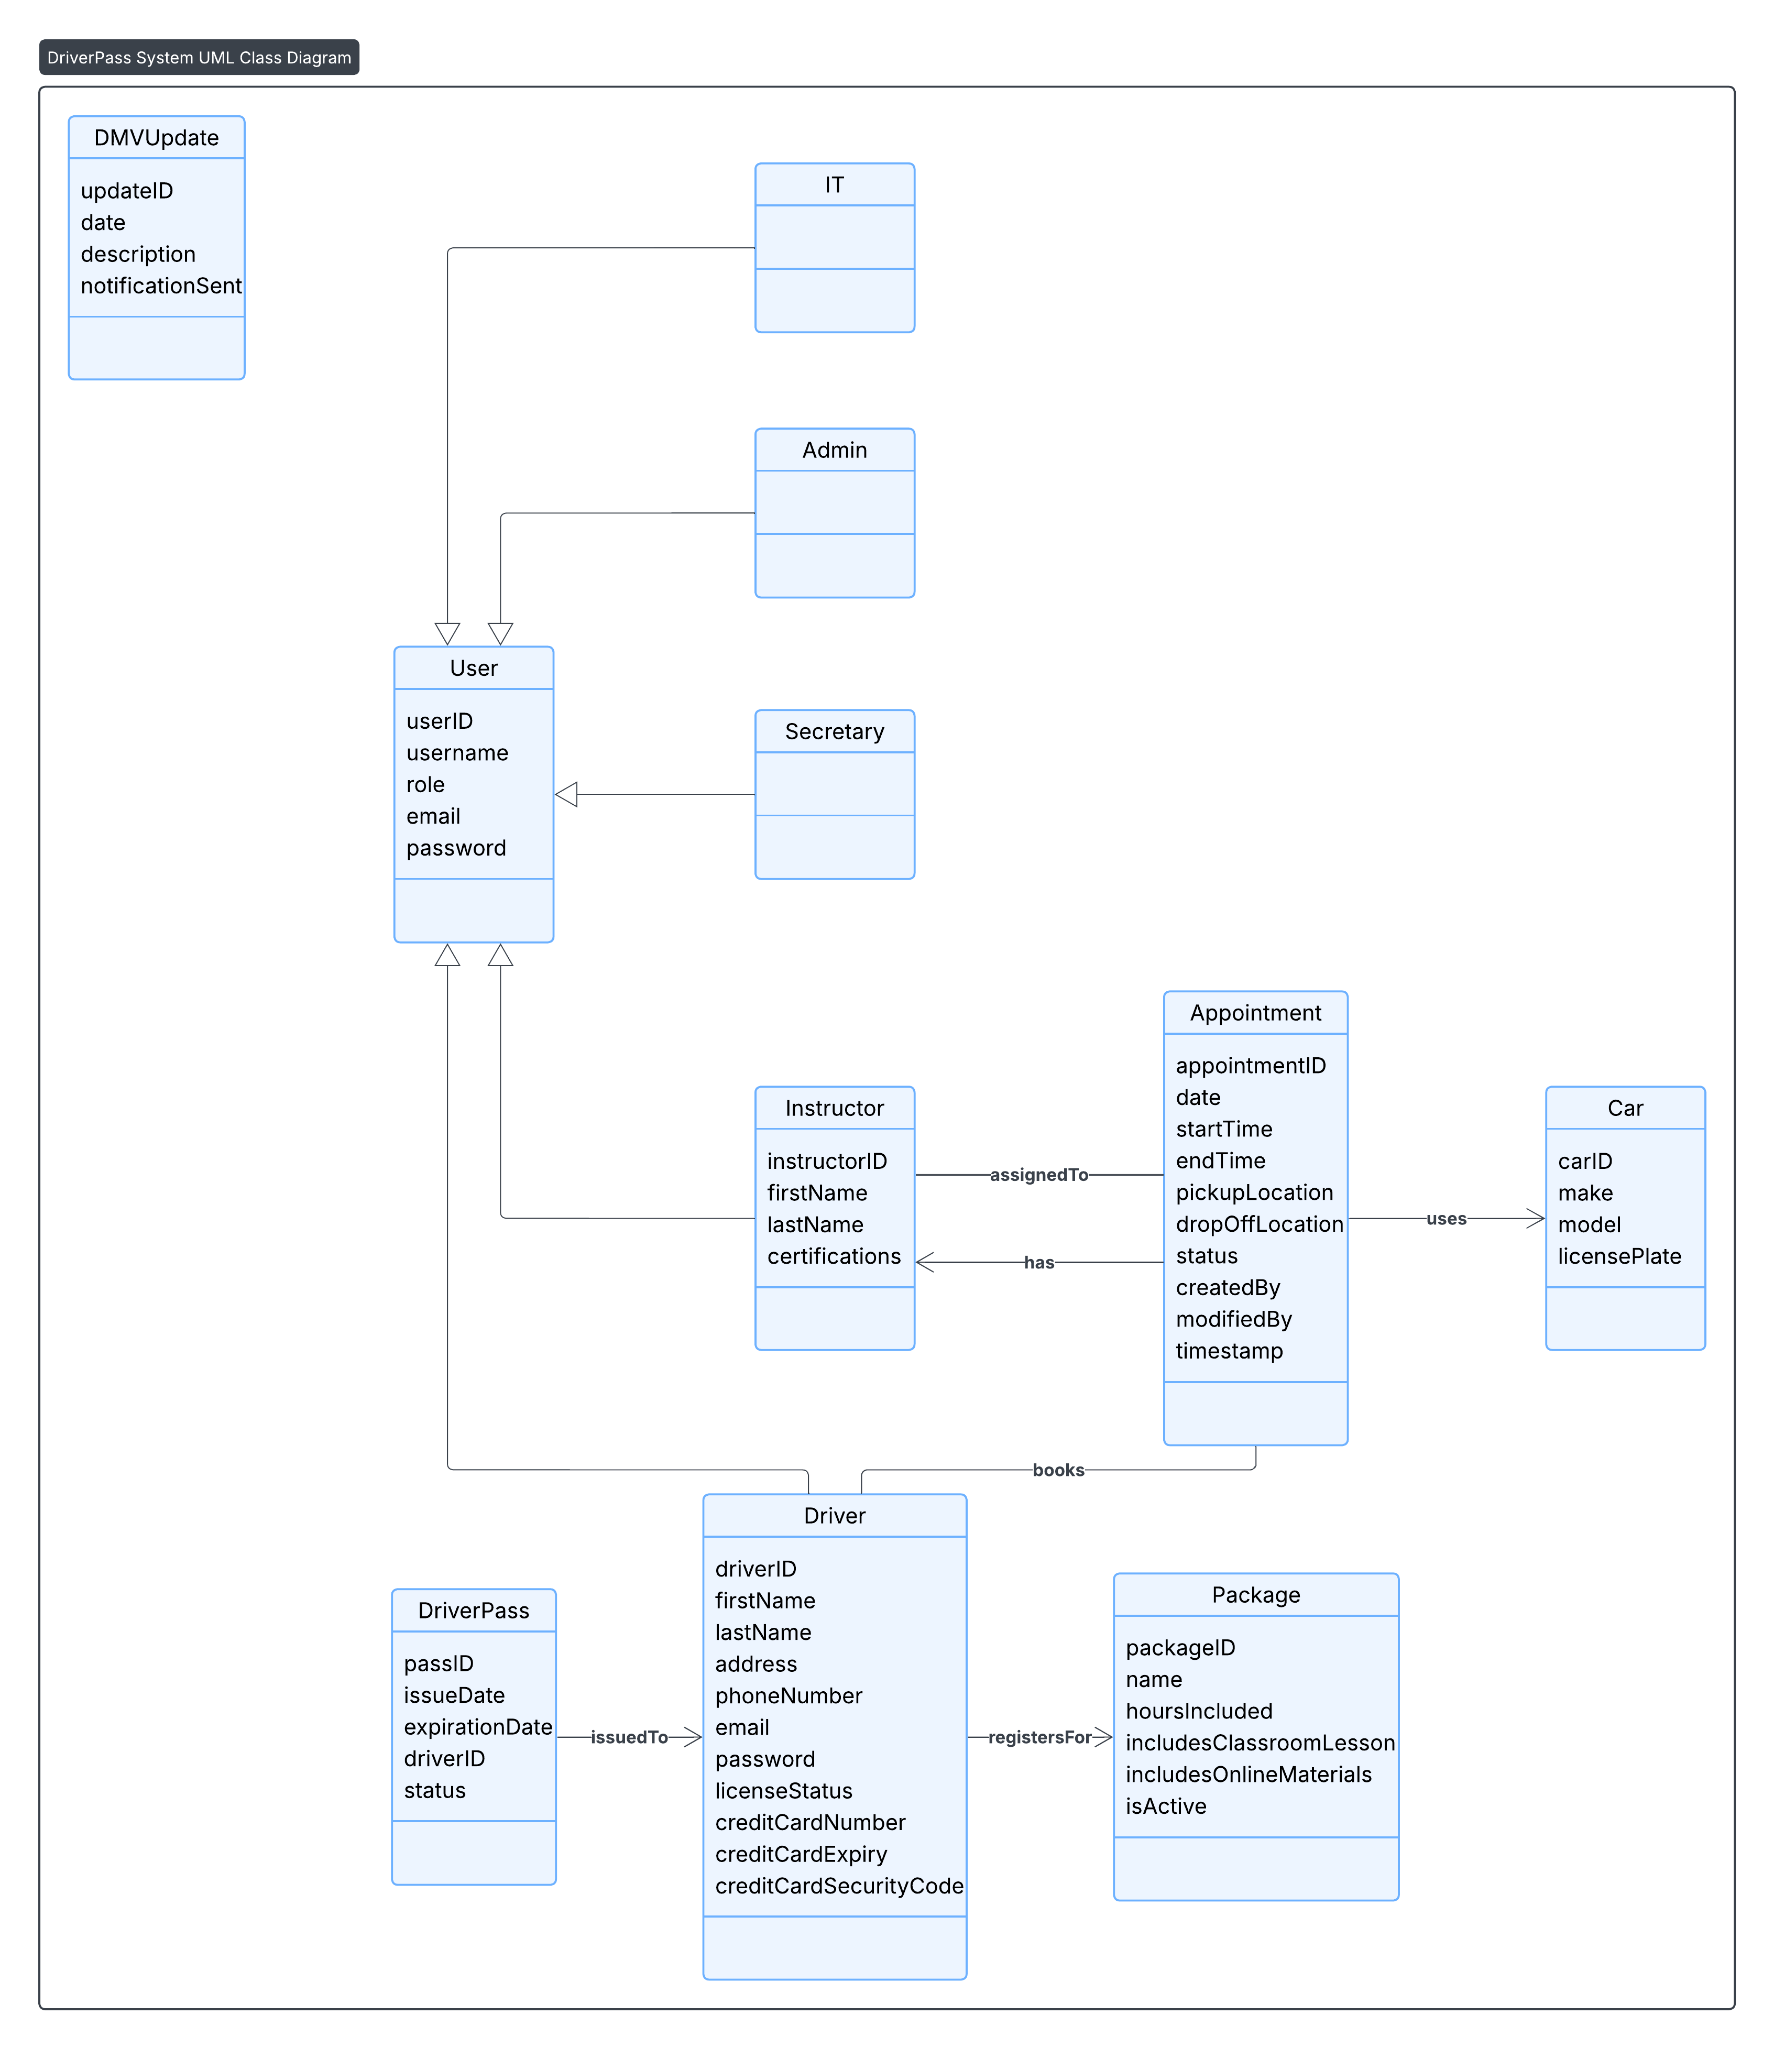 DriverPass System UML Class Diagram
DMVUpdate
updateID
date
description
notificationSent
IT
Admin
User
userID
username
role
email
password
Secretary
Appointment
appointmentID
date
startTime
endTime
pickupLocation
dropOffLocation
status
createdBy
modifiedBy
timestamp
Instructor
instructorID
firstName
lastName
certifications
assignedTo
has
uses
Car
carID
make
model
licensePlate
books
Driver
driverID
firstName
lastName
address
phoneNumber
email
password
licenseStatus
creditCardNumber
creditCardExpiry
creditCardSecurityCode
DriverPass
passID
issueDate
expirationDate
driverID
status
issuedTo
registersFor
Package
packageID
name
hoursIncluded
includesClassroomLesson
includesOnlineMaterials
isActive